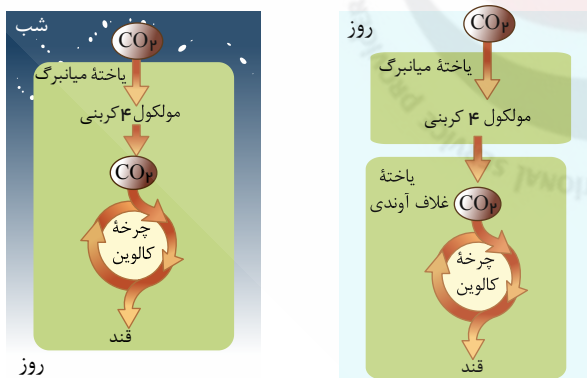 شب
CO۲
یاختهٔ میانبرگ
مولکول ۴ کربنی
CO۲
چرخهٔ
کالوین
قند
روز
روز
CO۲
یاختهٔ میانبرگ
مولکول ۴ کربنی
یاختهٔ
غلاف آوندی
CO۲
چرخهٔ
کالوین
قند